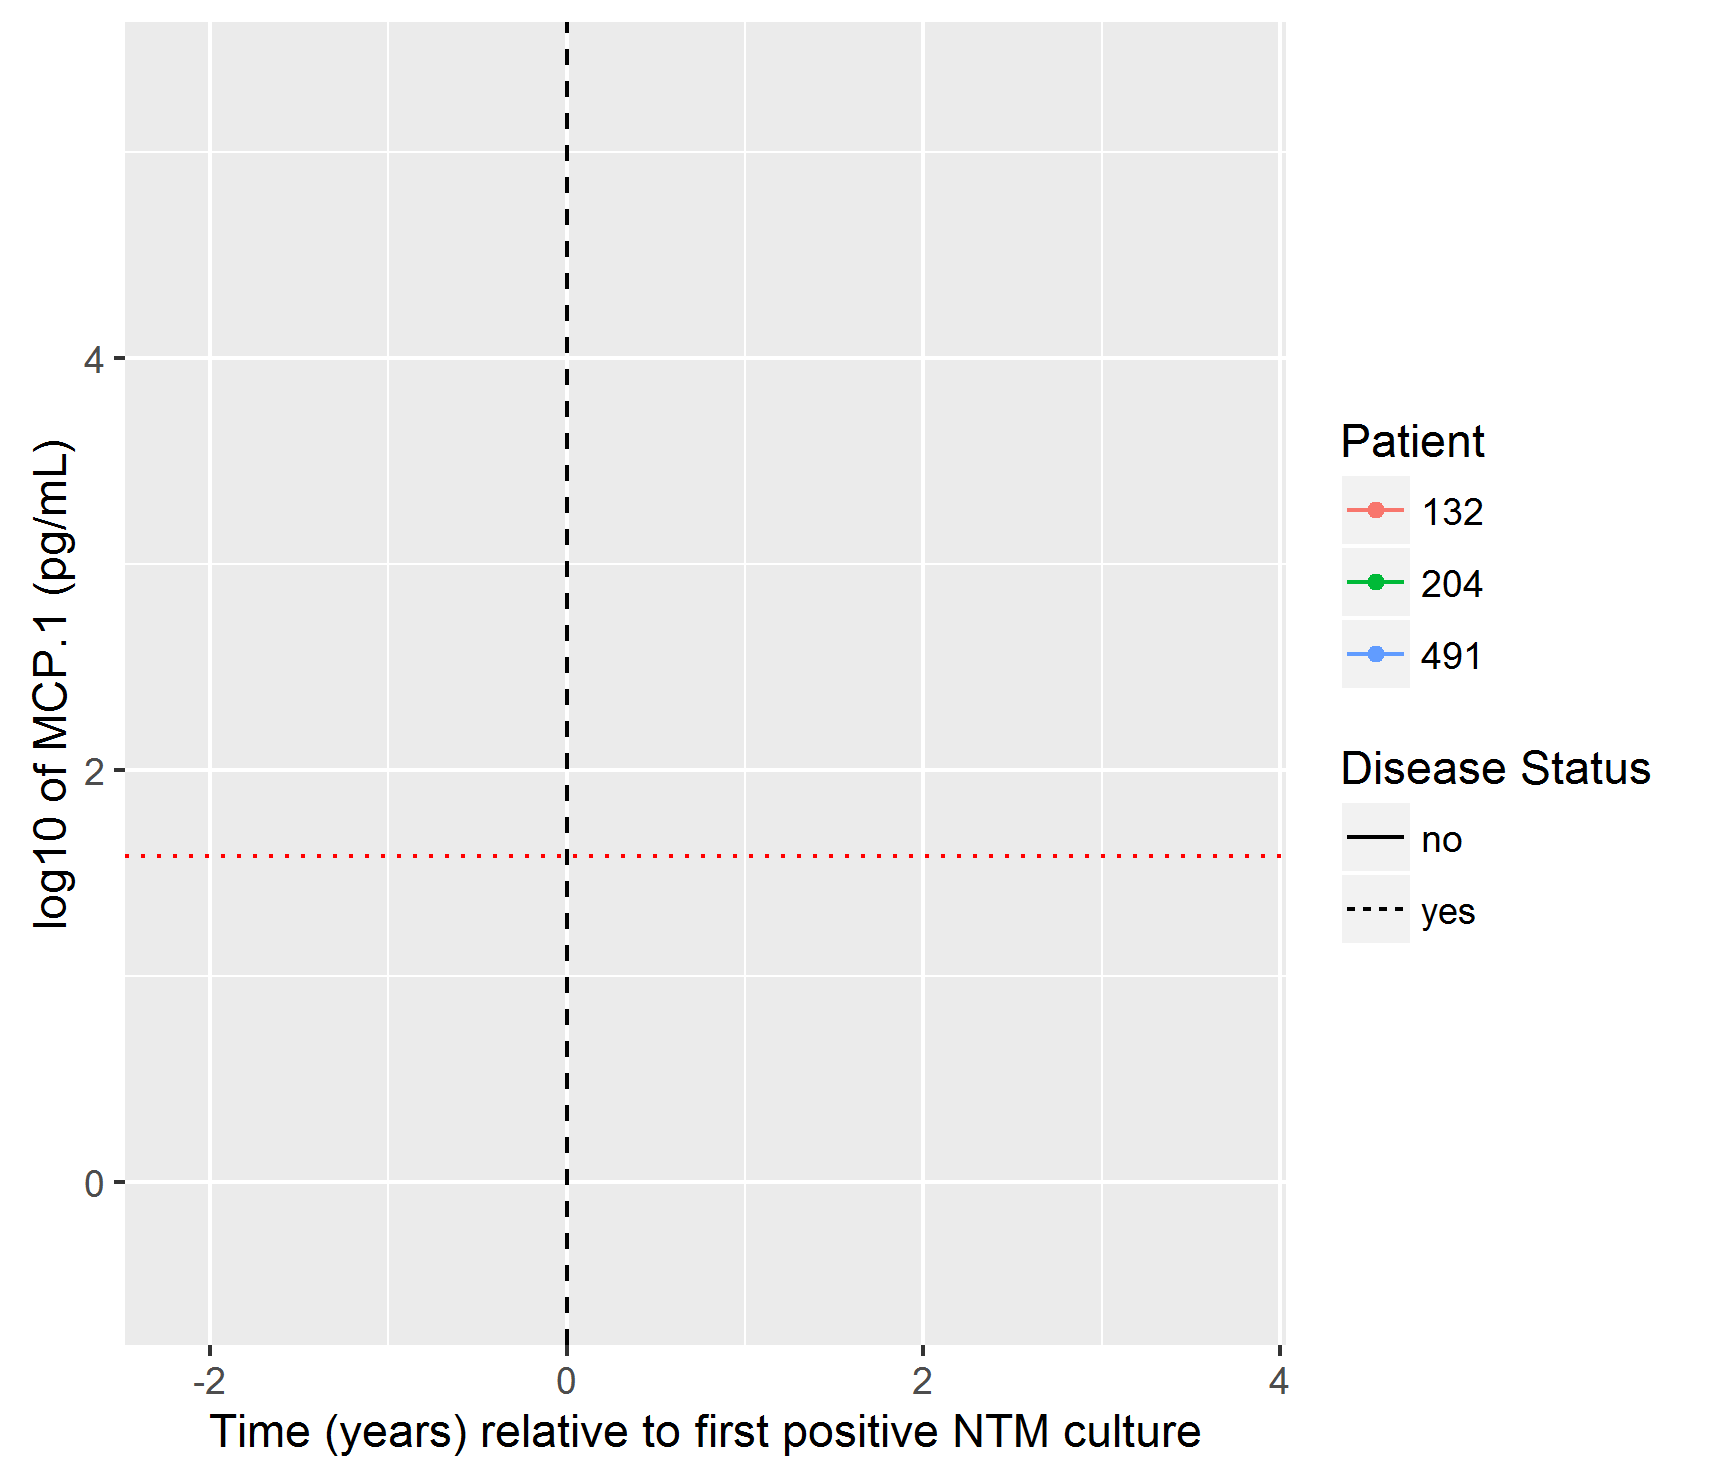 log10 of MCP.1 (pg/mL)
4
2
0
-2
0
2
4
Time (years) relative to first positive NTM culture
Patient
132
204
491
Disease Status
no
yes